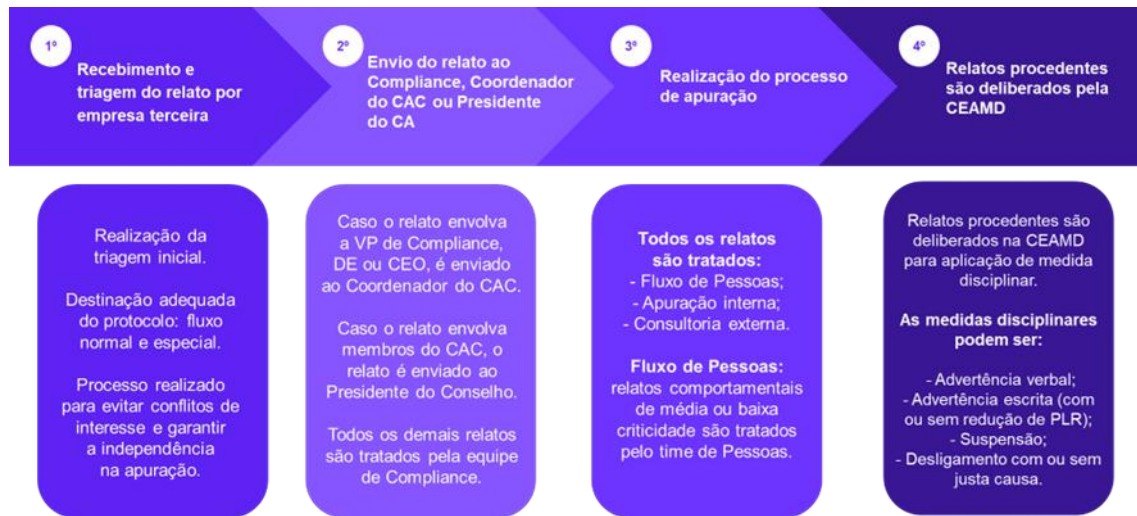 1º
Recebimento e
triagem do relato por
empresa terceira
2º
Envio do relato ao
Compliance, Coordenador
do CAC ou Presidente
do CA
3º
Realização do processo
de apuração
4º
Relatos procedentes
são deliberados pela
CEAMD
Realização da
triagem inicial.
Destinação adequada
do protocolo: fluxo
normal e especial.
Processo realizado
para evitar conflitos de
interesse e garantir
a independência
na apuração.
Caso o relato envolva
a VP de Compliance,
DE ou CEO, é enviado
ao Coordenador do CAC.
Caso o relato envolva
membros do CAC, o
relato é enviado ao
Presidente do Conselho.
Todos os demais relatos
são tratados pela equipe
de Compliance.
Todos os relatos
são tratados:
- Fluxo de Pessoas;
- Apuração interna;
- Consultoria externa.
Fluxo de Pessoas:
relatos comportamentais
de média ou baixa
criticidade são tratados
pelo time de Pessoas.
Relatos procedentes são
deliberados na CEAMD
para aplicação de medida
disciplinar.
As medidas disciplinares
podem ser:
- Advertência verbal;
- Advertência escrita (com
ou sem redução de PLR);
- Suspensão;
- Desligamento com ou sem
justa causa.